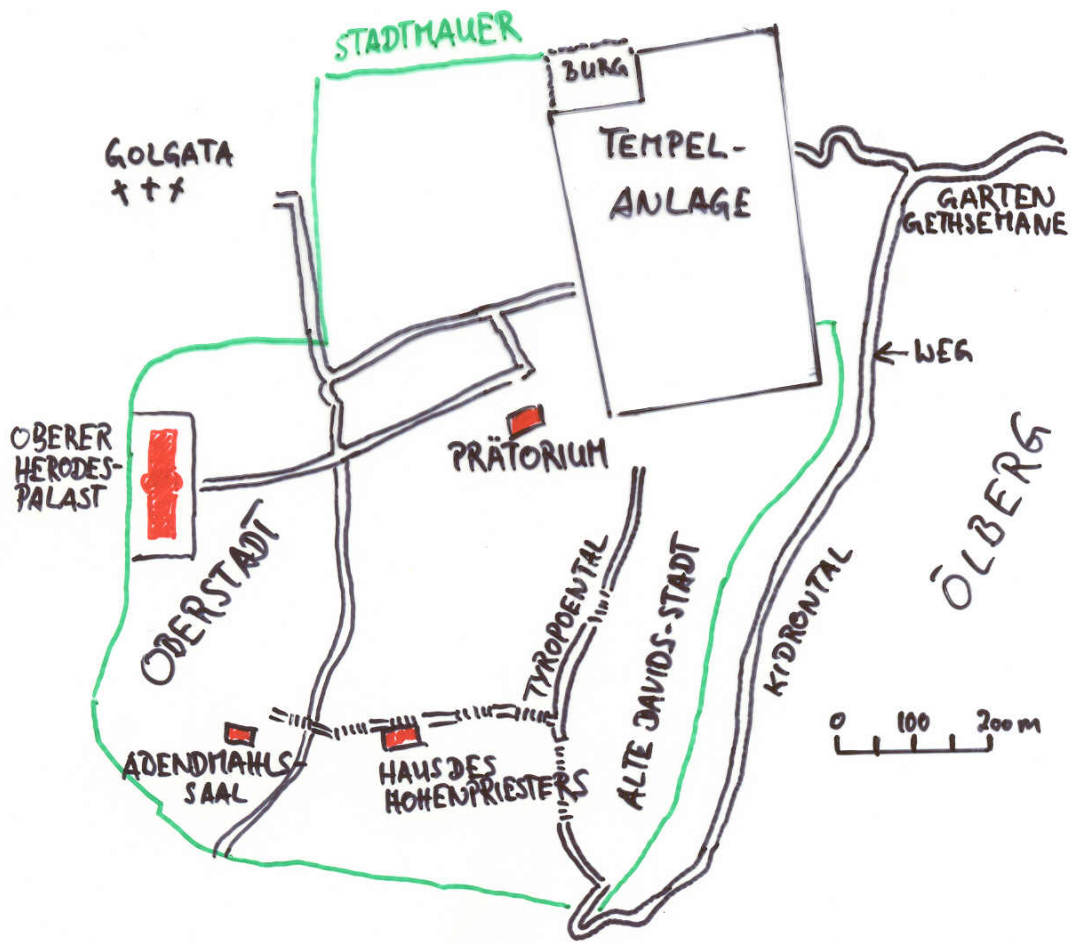 STADTMAUER
BURG
TEMPEL-
ANLAGE
GOLGATA
GARTEN
GETHSEMANE
WEG
OBERER
HERODES-
PALAST
PRÄTORIUM
OBERSTADT
TYROPOENTAL
ALTE DAVIDS-STADT
KIDRONTAL
ÖLBERG
0 100 200 m
ABENDMAHLS-
SAAL
HAUS DES
HOHENPRIESTERS